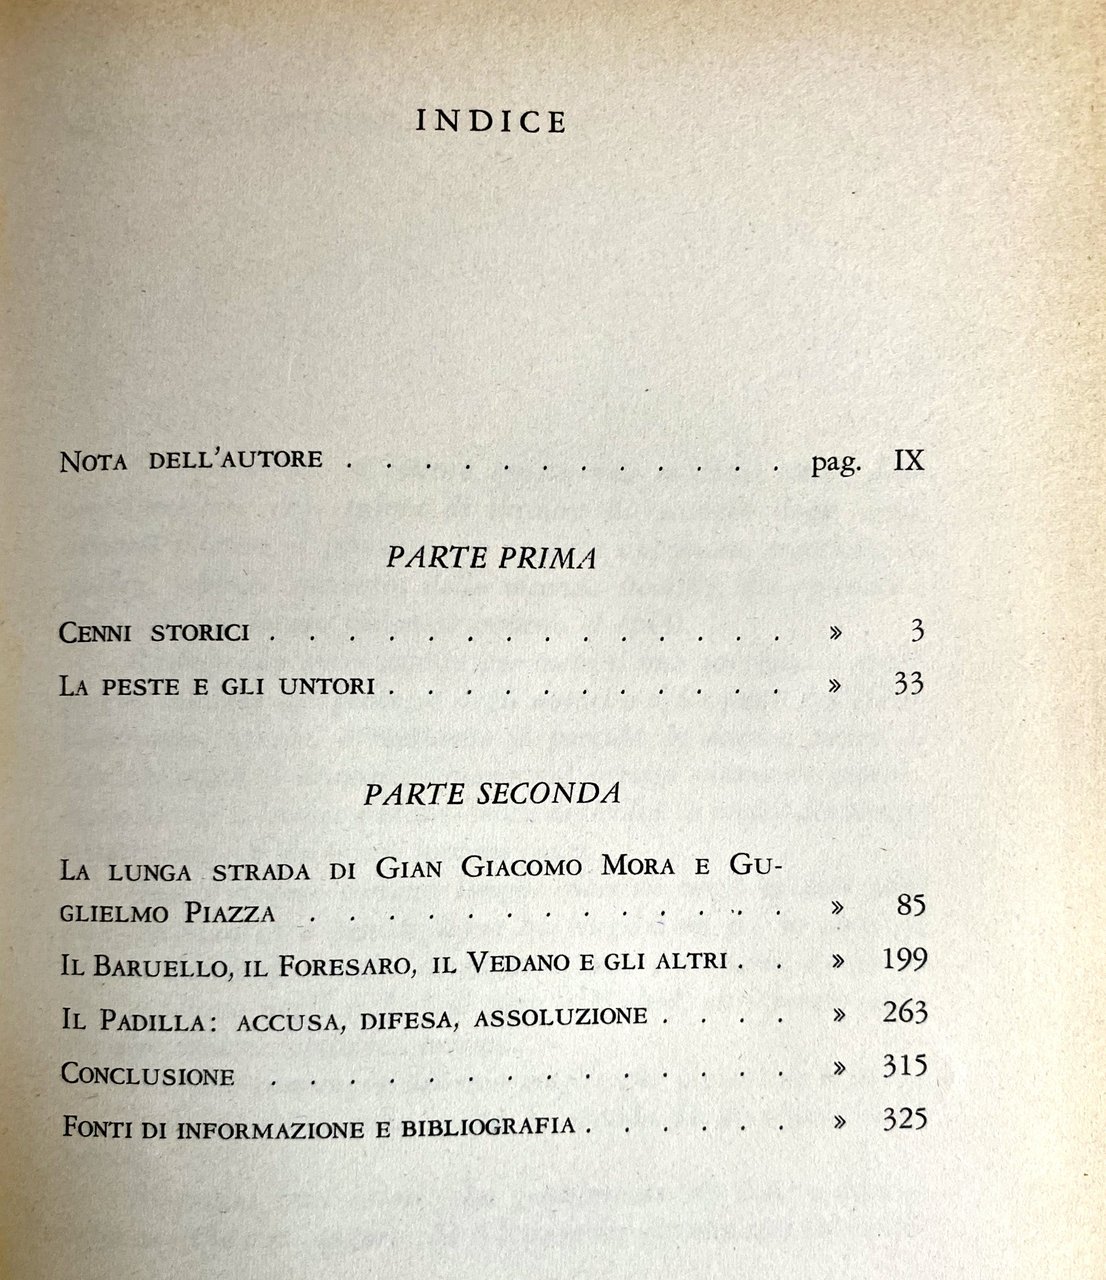 INDICE
Nota dell'autore . . . . . . . . . . . . pag. IX
PARTE PRIMA
Cenni storici . . . . . . . . . . . . . . » 3
La peste e gli untori . . . . . . . . . . . » 33
PARTE SECONDA
La lunga strada di Gian Giacomo Mora e Gu-
glielmo Piazza . . . . . . . . . . . . . » 85
Il Baruello, il Foresaro, il Vedano e gli altri . . » 199
Il Padilla: accusa, difesa, assoluzione . . . . » 263
Conclusione . . . . . . . . . . . . . . » 315
Fonti di informazione e bibliografia . . . . . . » 325